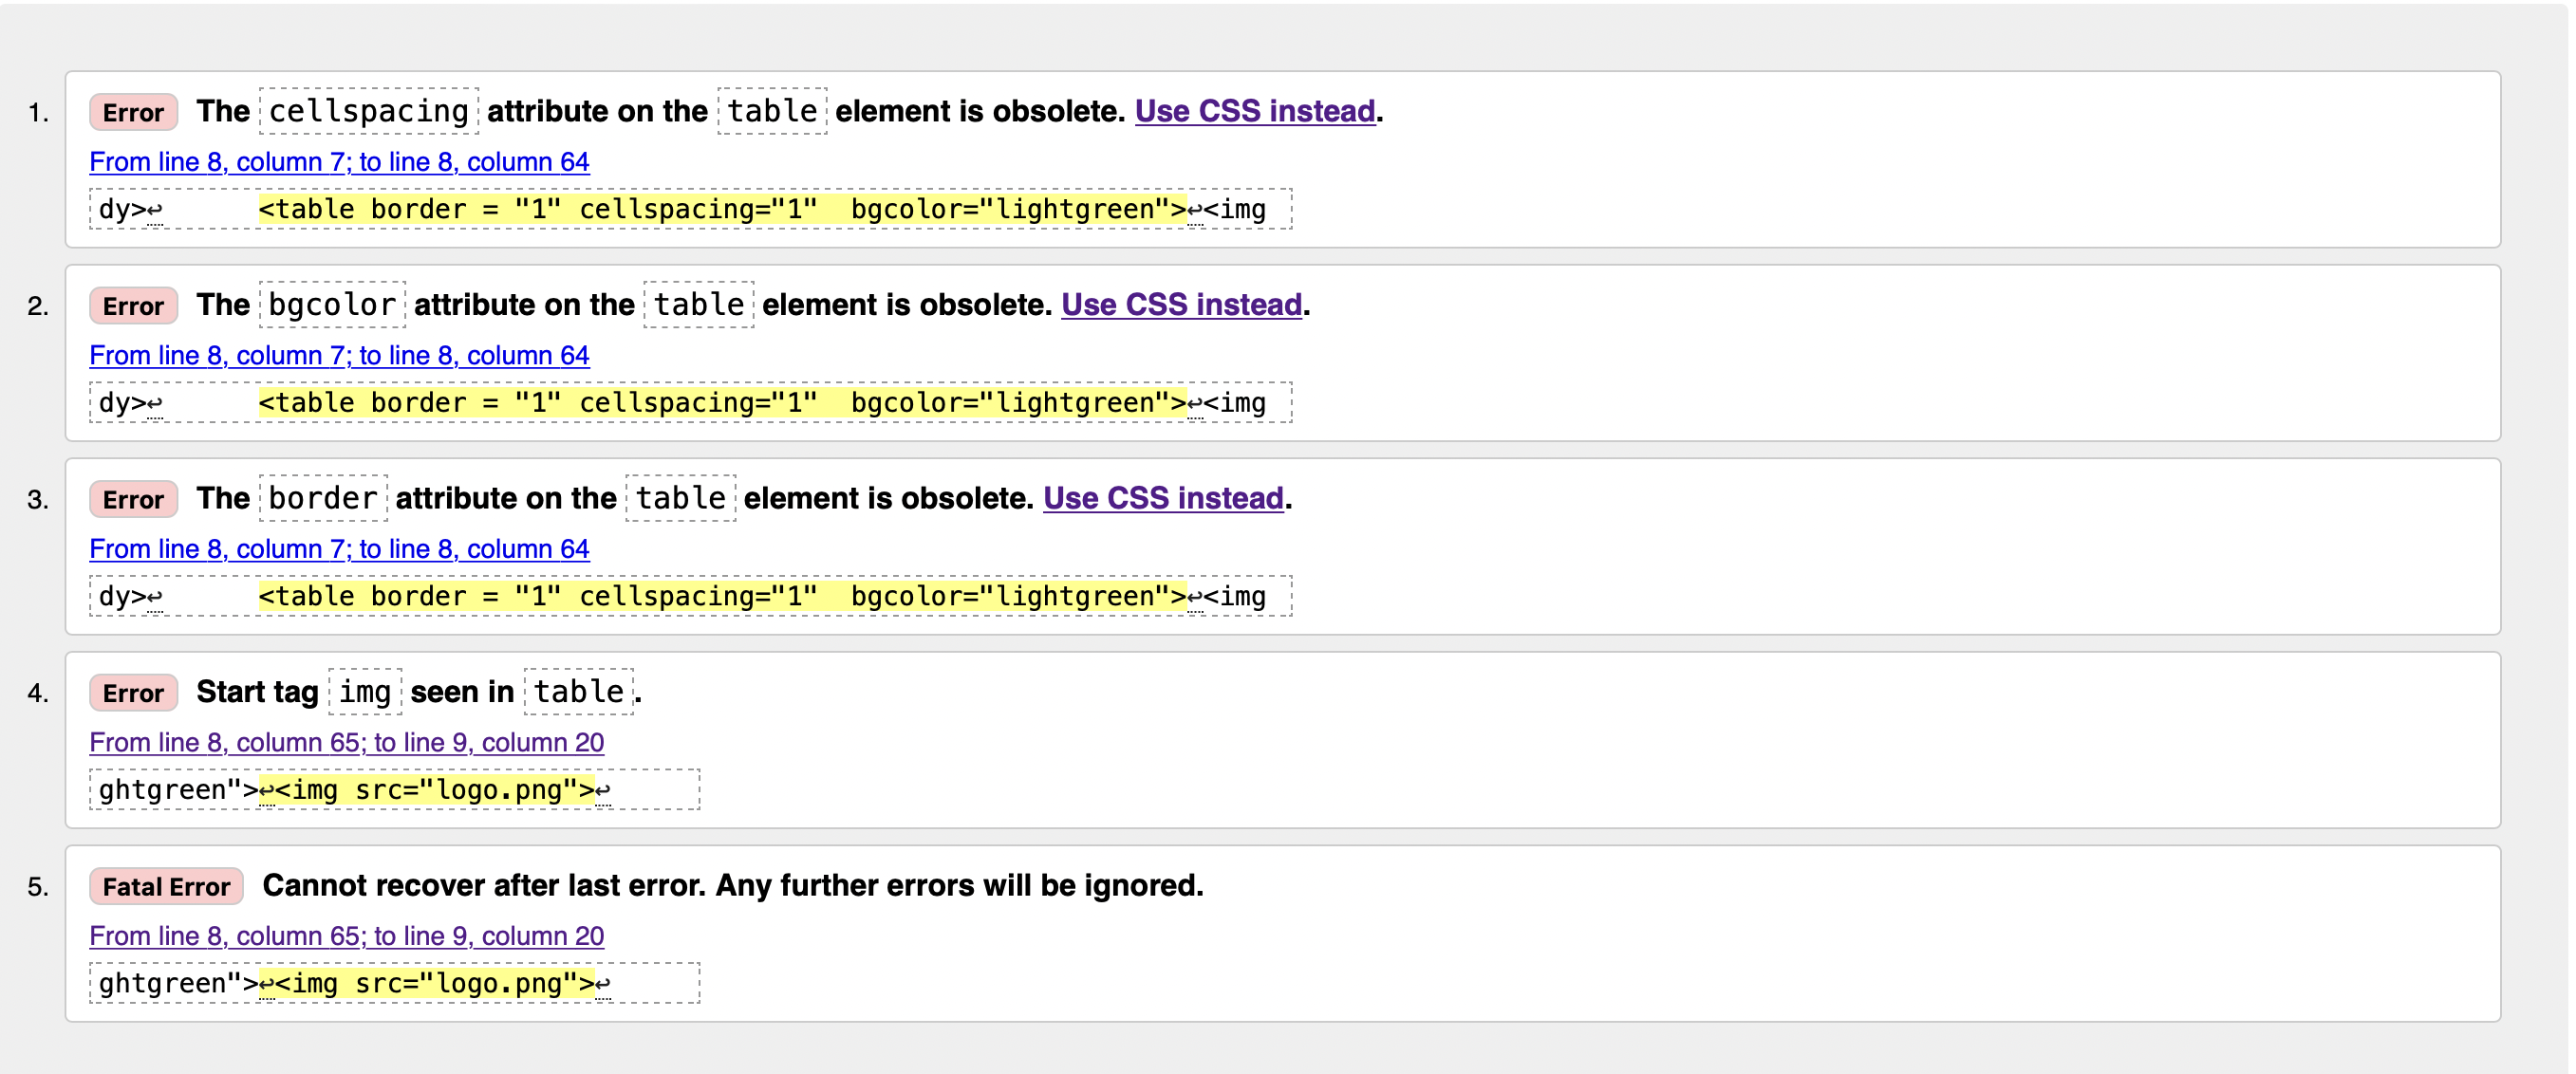 1. Error The cellspacing attribute on the table element is obsolete. Use CSS instead.
From line 8, column 7; to line 8, column 64
dy>↩      <table border = "1" cellspacing="1"  bgcolor="lightgreen">↩<img
2. Error The bgcolor attribute on the table element is obsolete. Use CSS instead.
From line 8, column 7; to line 8, column 64
dy>↩      <table border = "1" cellspacing="1"  bgcolor="lightgreen">↩<img
3. Error The border attribute on the table element is obsolete. Use CSS instead.
From line 8, column 7; to line 8, column 64
dy>↩      <table border = "1" cellspacing="1"  bgcolor="lightgreen">↩<img
4. Error Start tag img seen in table.
From line 8, column 65; to line 9, column 20
ghtgreen">↩<img src="logo.png">↩
5. Fatal Error Cannot recover after last error. Any further errors will be ignored.
From line 8, column 65; to line 9, column 20
ghtgreen">↩<img src="logo.png">↩